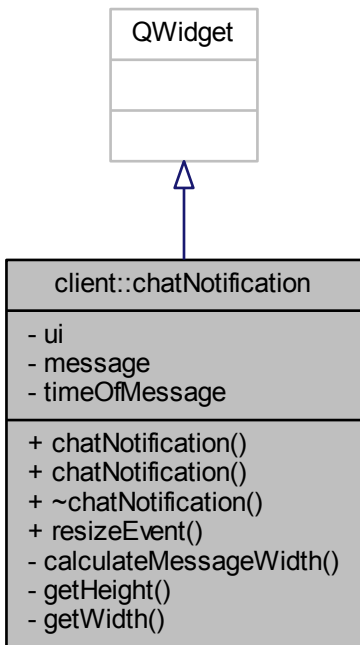 QWidget
client::chatNotification
- ui
- message
- timeOfMessage
+ chatNotification()
+ chatNotification()
+ ~chatNotification()
+ resizeEvent()
- calculateMessageWidth()
- getHeight()
- getWidth()